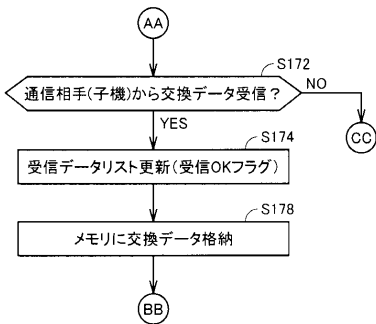 AA
S172
通信相手(子機)から交換データ受信？
NO
YES
CC
S174
受信データリスト更新(受信OKフラグ)
S178
メモリに交換データ格納
BB